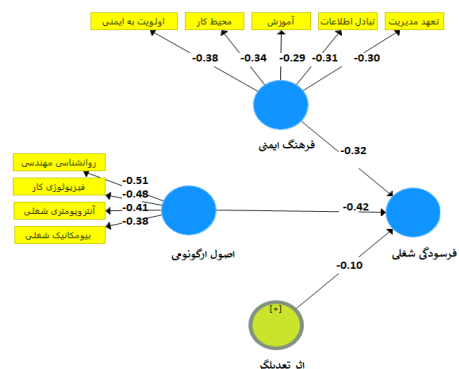 تعهد مدیریت
تبادل اطلاعات
آموزش
محیط کار
اولویت به ایمنی
-0.38
-0.34
-0.29
-0.31
-0.30
فرهنگ ایمنی
-0.32
روانشناسی مهندسی
-0.51
فیزیولوژی کار
-0.48
آنتروپومتری شغلی
-0.41
بیومکانیک شغلی
-0.38
اصول ارگونومی
-0.42
فرسودگی شغلی
-0.10
[+]
اثر تعدیلگر